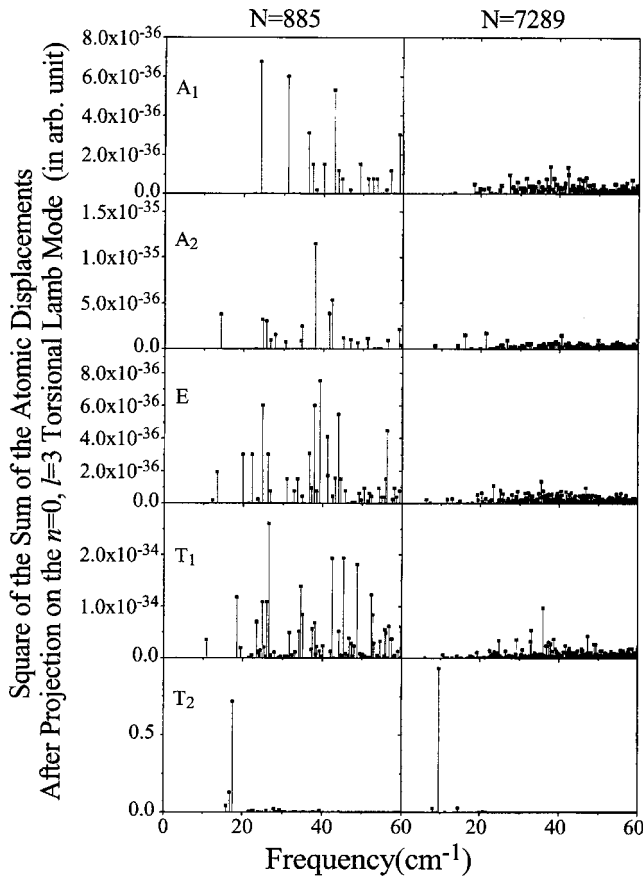 N=885 N=7289
Square of the Sum of the Atomic Displacements
After Projection on the n=0, l=3 Torsional Lamb Mode (in arb. unit)
8.0x10-36
6.0x10-36
A1
4.0x10-36
2.0x10-36
0.0
1.5x10-35
A2
1.0x10-35
5.0x10-36
0.0
8.0x10-36
E
6.0x10-36
4.0x10-36
2.0x10-36
0.0
T1
2.0x10-34
1.0x10-34
0.0
T2
0.5
0.0
0 20 40 60 0 20 40 60
Frequency(cm-1)